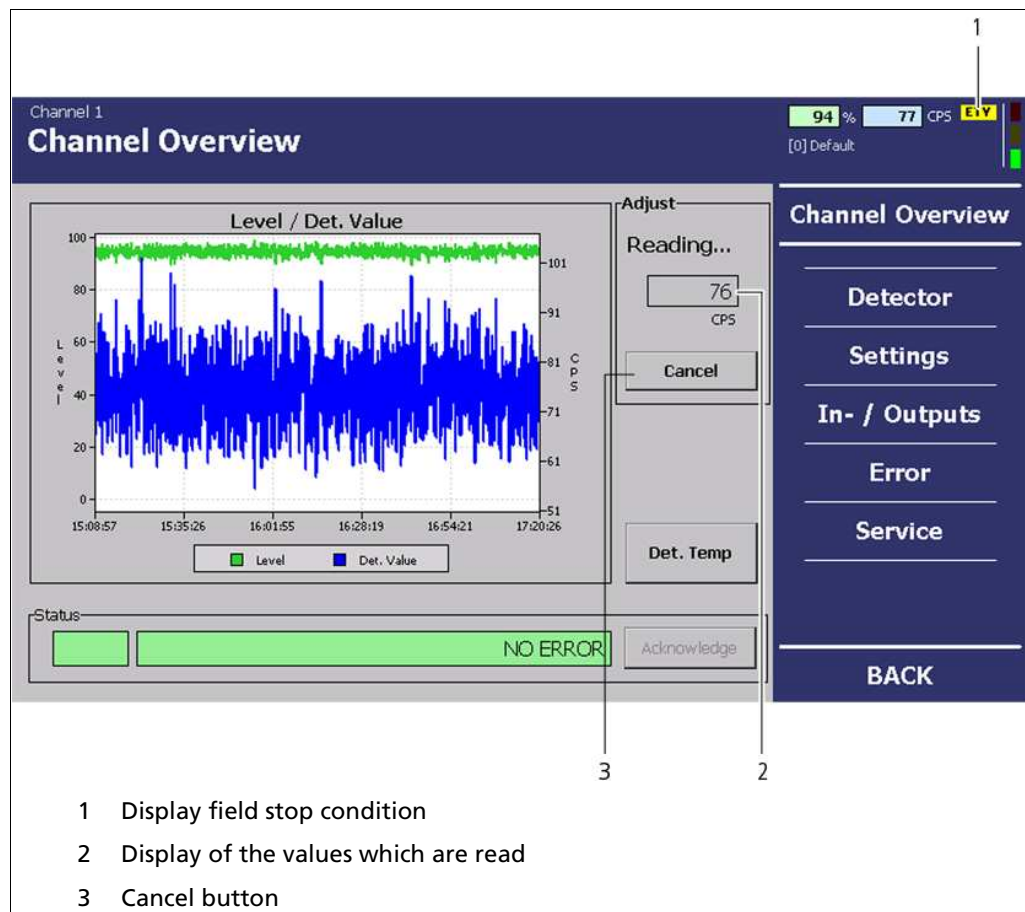 1
Channel 1
Channel Overview
94 % 77 CPS
[0] Default
Level / Det. Value
100
80
60
40
20
0
Level
101
91
81
71
61
51
CPS
15:08:57 15:35:26 16:01:55 16:28:19 16:54:21 17:20:26
Level Det. Value
Adjust
Reading...
76
CPS
Cancel
Det. Temp
Status
NO ERROR
Acknowledge
Channel Overview
Detector
Settings
In- / Outputs
Error
Service
BACK
3 2
1 Display field stop condition
2 Display of the values which are read
3 Cancel button